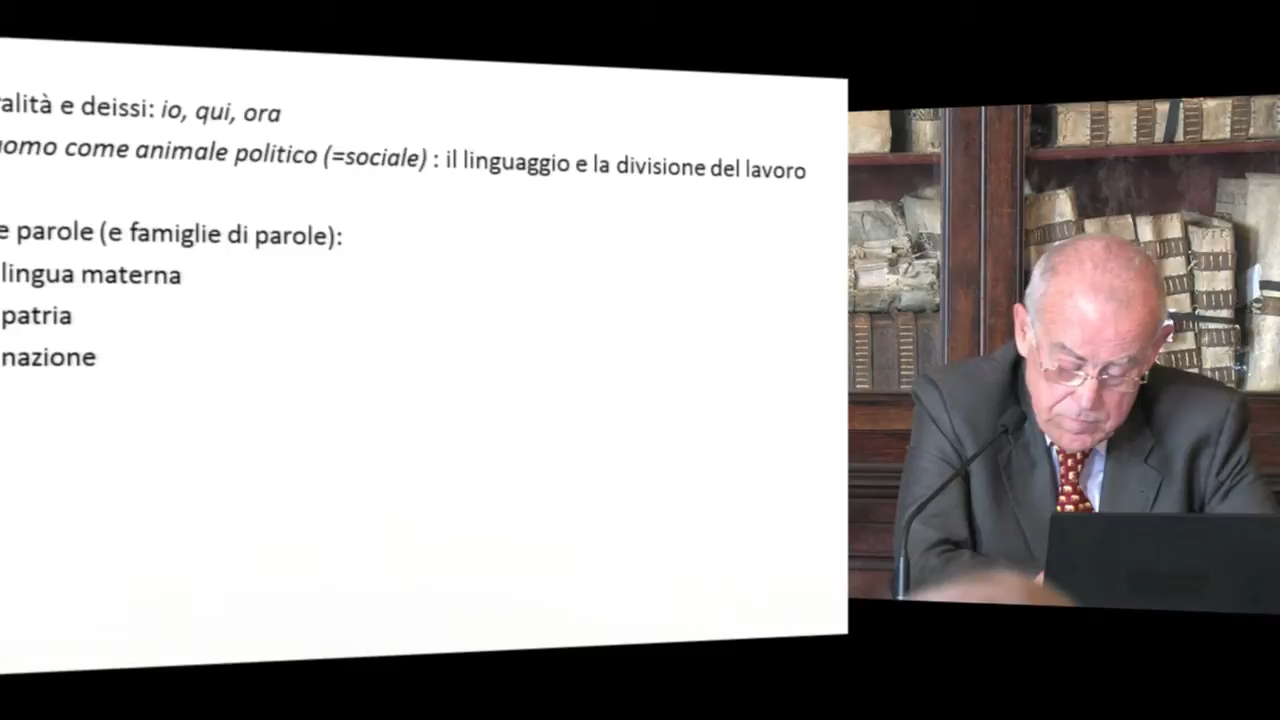 alità e deissi: io, qui, ora
uomo come animale politico (=sociale) : il linguaggio e la divisione del lavoro
e parole (e famiglie di parole):
lingua materna
patria
nazione